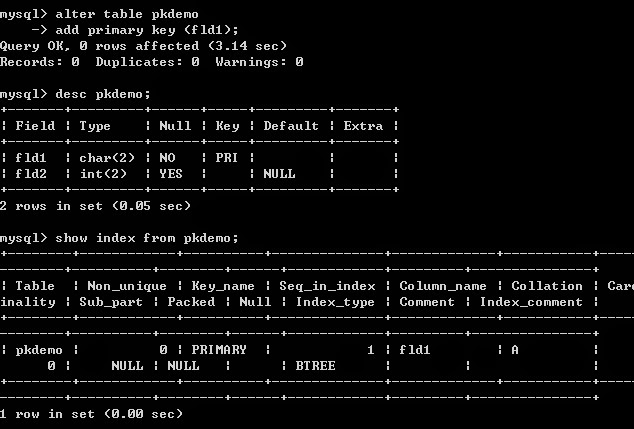 mysql> alter table pkdemo
    -> add primary key (fld1);
Query OK, 0 rows affected (3.14 sec)
Records: 0  Duplicates: 0  Warnings: 0

mysql> desc pkdemo;
+-------+---------+------+-----+---------+-------+
| Field | Type    | Null | Key | Default | Extra |
+-------+---------+------+-----+---------+-------+
| fld1  | char(2) | NO   | PRI |         |       |
| fld2  | int(2)  | YES  |     | NULL    |       |
+-------+---------+------+-----+---------+-------+
2 rows in set (0.05 sec)

mysql> show index from pkdemo;
+--------+------------+----------+--------------+-------------+-----------+-----
-------+----------+--------+------+------------+---------+---------------+
| Table  | Non_unique | Key_name | Seq_in_index | Column_name | Collation | Card
inality | Sub_part | Packed | Null | Index_type | Comment | Index_comment |
+--------+------------+----------+--------------+-------------+-----------+-----
-------+----------+--------+------+------------+---------+---------------+
| pkdemo |          0 | PRIMARY  |            1 | fld1        | A         |
      0 |     NULL | NULL   |      | BTREE      |         |               |
+--------+------------+----------+--------------+-------------+-----------+-----
-------+----------+--------+------+------------+---------+---------------+
1 row in set (0.00 sec)